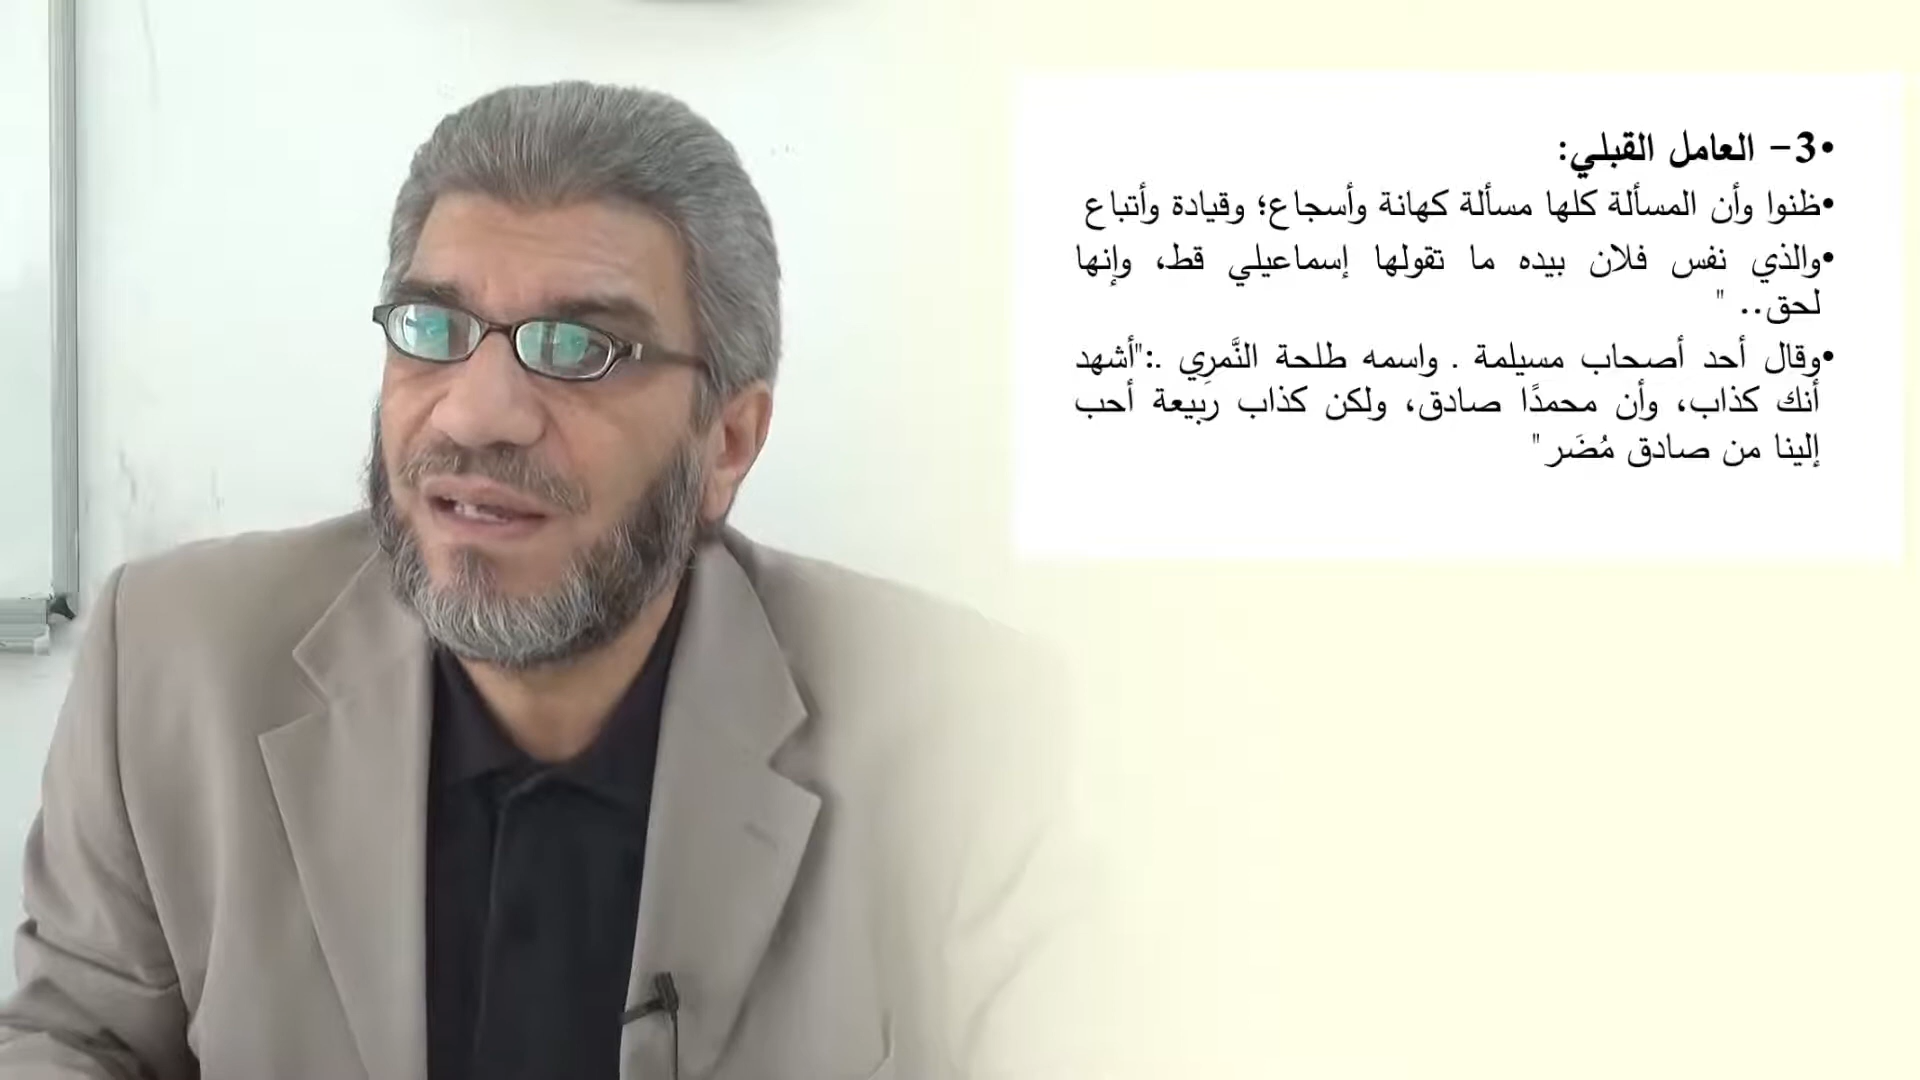 •3- العامل القبلي:
•ظنوا وأن المسألة كلها مسألة كهانة وأسجاع؛ وقيادة وأتباع
•والذي نفس فلان بيده ما تقولها إسماعيلي قط، وإنها
لحق.. "
•وقال أحد أصحاب مسيلمة . واسمه طلحة النَّمرِي .:"أشهد
أنك كذاب، وأن محمدًا صادق، ولكن كذاب ربيعة أحب
إلينا من صادق مُضَر"